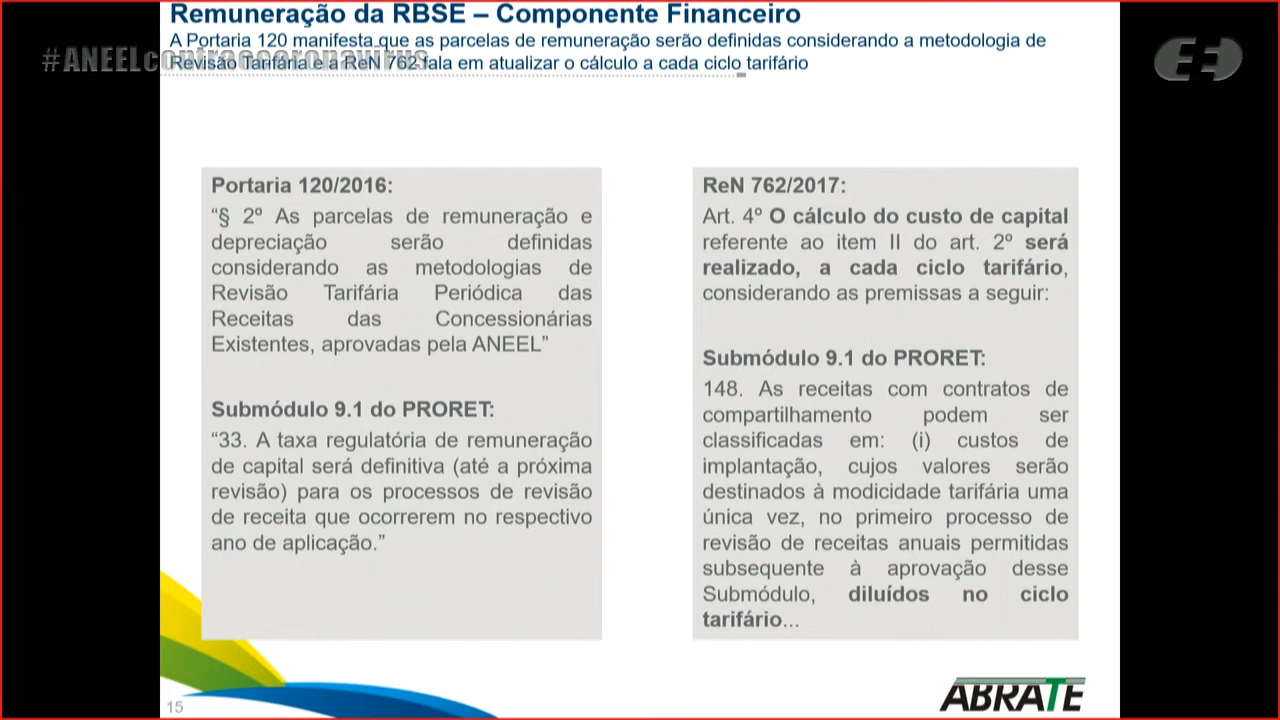 Remuneração da RBSE – Componente Financeiro
A Portaria 120 manifesta que as parcelas de remuneração serão definidas considerando a metodologia de
#ANEELcontraocoronavirus
Revisão Tarifária e a ReN 762 fala em atualizar o cálculo a cada ciclo tarifário
Portaria 120/2016:
“§ 2º As parcelas de remuneração e
depreciação serão definidas
considerando as metodologias de
Revisão Tarifária Periódica das
Receitas das Concessionárias
Existentes, aprovadas pela ANEEL”
Submódulo 9.1 do PRORET:
“33. A taxa regulatória de remuneração
de capital será definitiva (até a próxima
revisão) para os processos de revisão
de receita que ocorrerem no respectivo
ano de aplicação.”
ReN 762/2017:
Art. 4º O cálculo do custo de capital
referente ao item II do art. 2º será
realizado, a cada ciclo tarifário,
considerando as premissas a seguir:
Submódulo 9.1 do PRORET:
148. As receitas com contratos de
compartilhamento podem ser
classificadas em: (i) custos de
implantação, cujos valores serão
destinados à modicidade tarifária uma
única vez, no primeiro processo de
revisão de receitas anuais permitidas
subsequente à aprovação desse
Submódulo, diluídos no ciclo
tarifário...
15
ABRATE